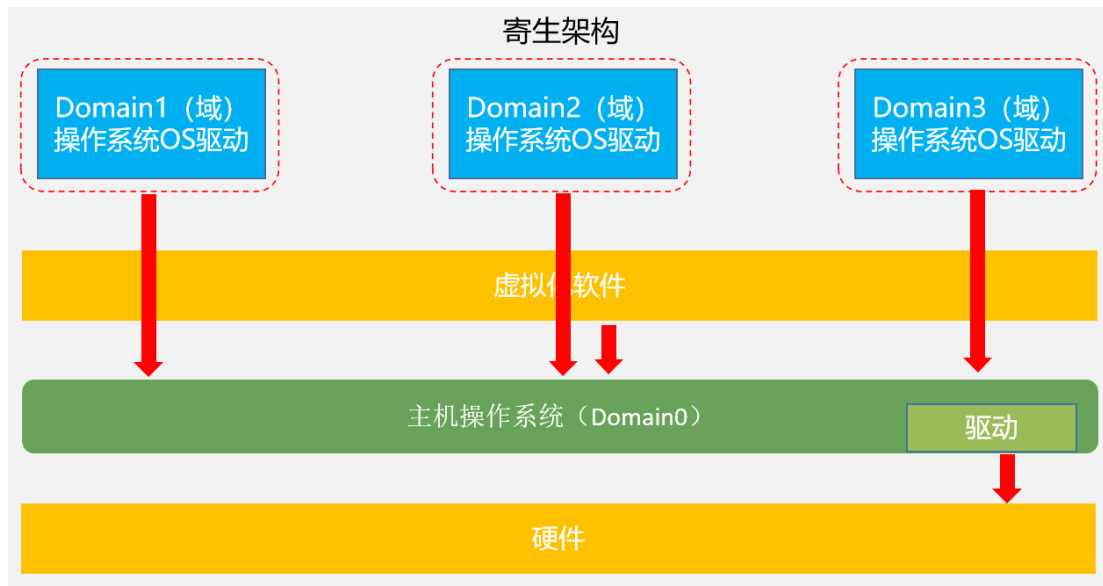 寄生架构
Domain1（域）
操作系统OS驱动
Domain2（域）
操作系统OS驱动
Domain3（域）
操作系统OS驱动
虚拟化软件
主机操作系统（Domain0）
驱动
硬件